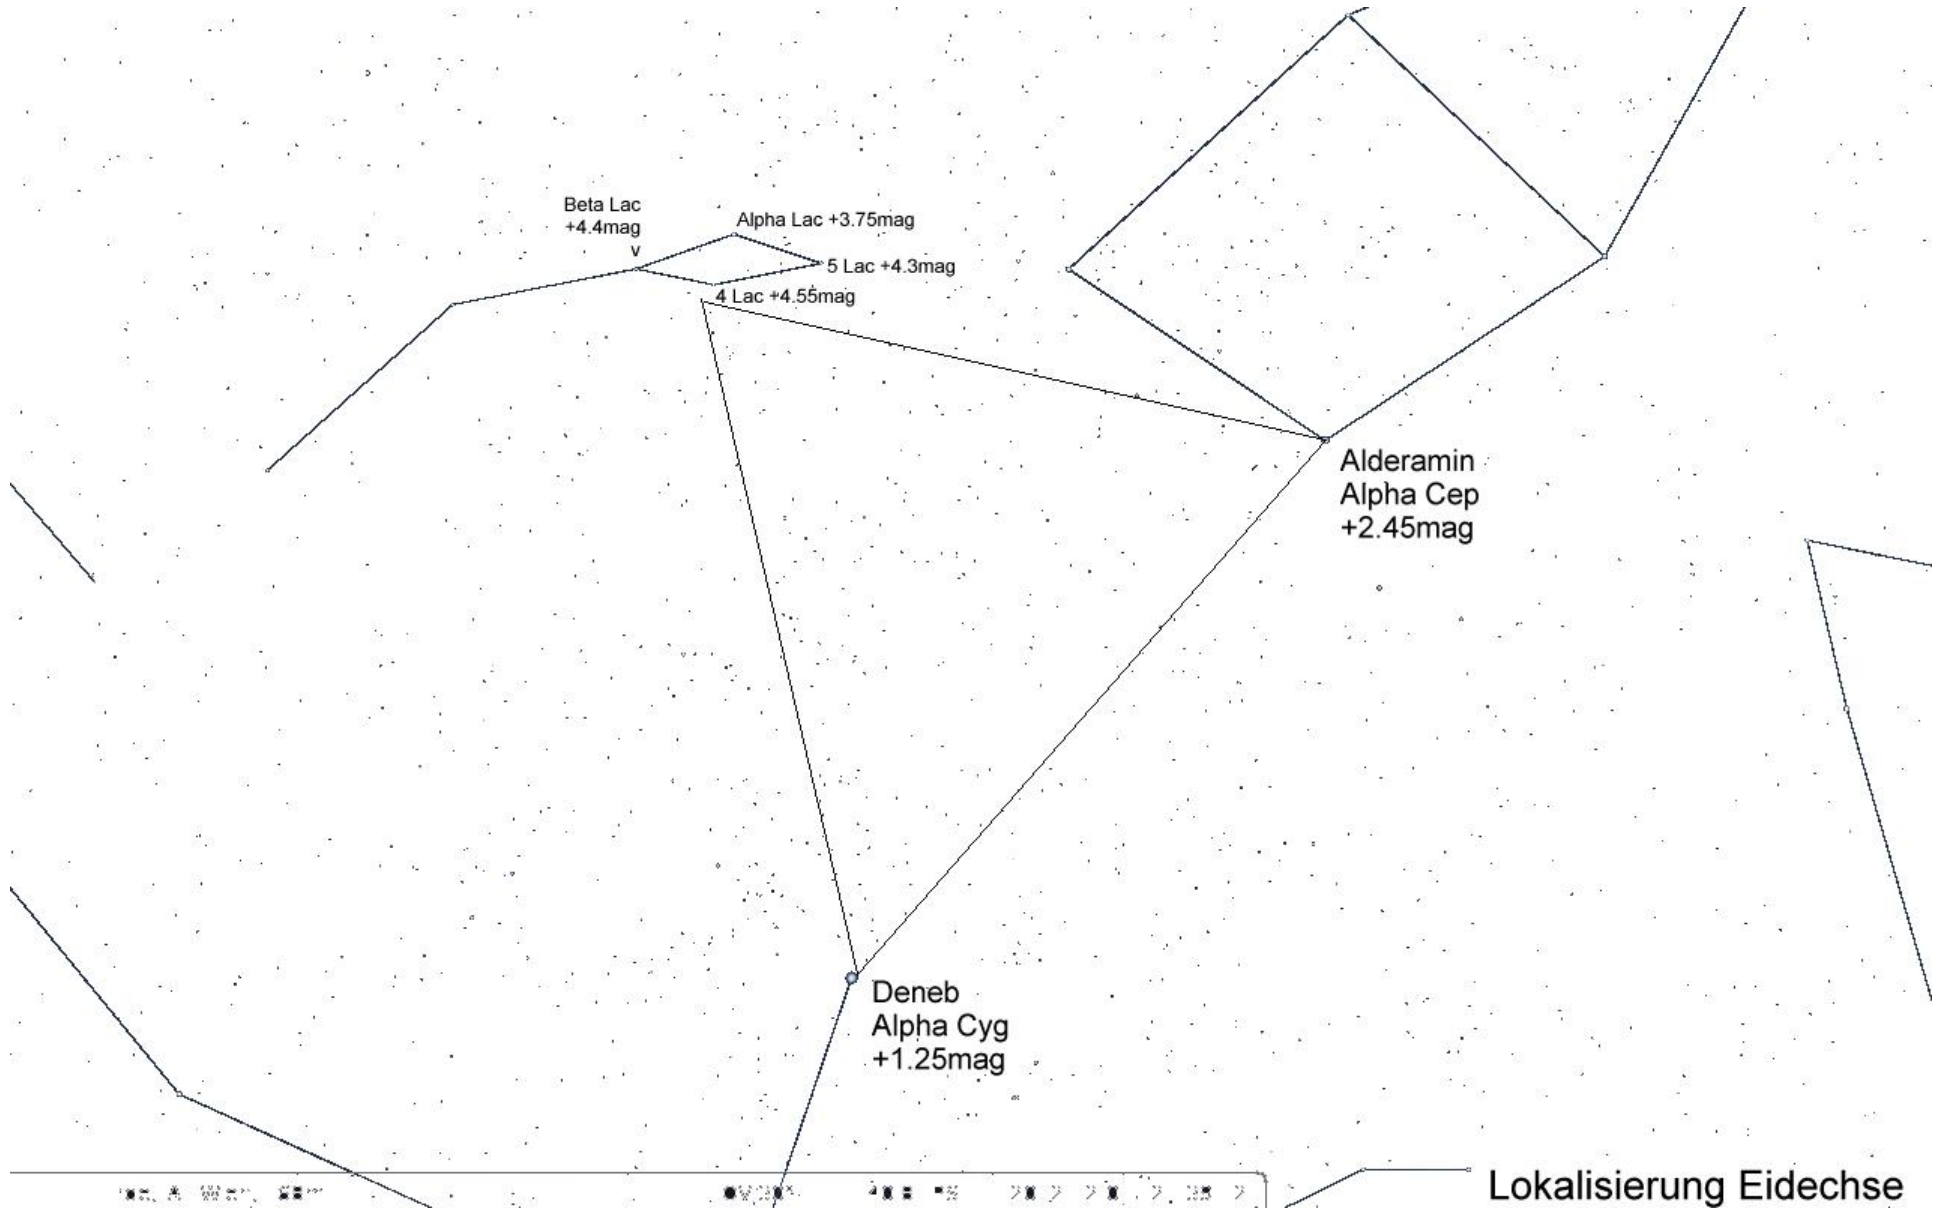 Beta Lac
+4.4mag
v
Alpha Lac +3.75mag
5 Lac +4.3mag
4 Lac +4.55mag
Alderamin
Alpha Cep
+2.45mag
Deneb
Alpha Cyg
+1.25mag
Lokalisierung Eidechse